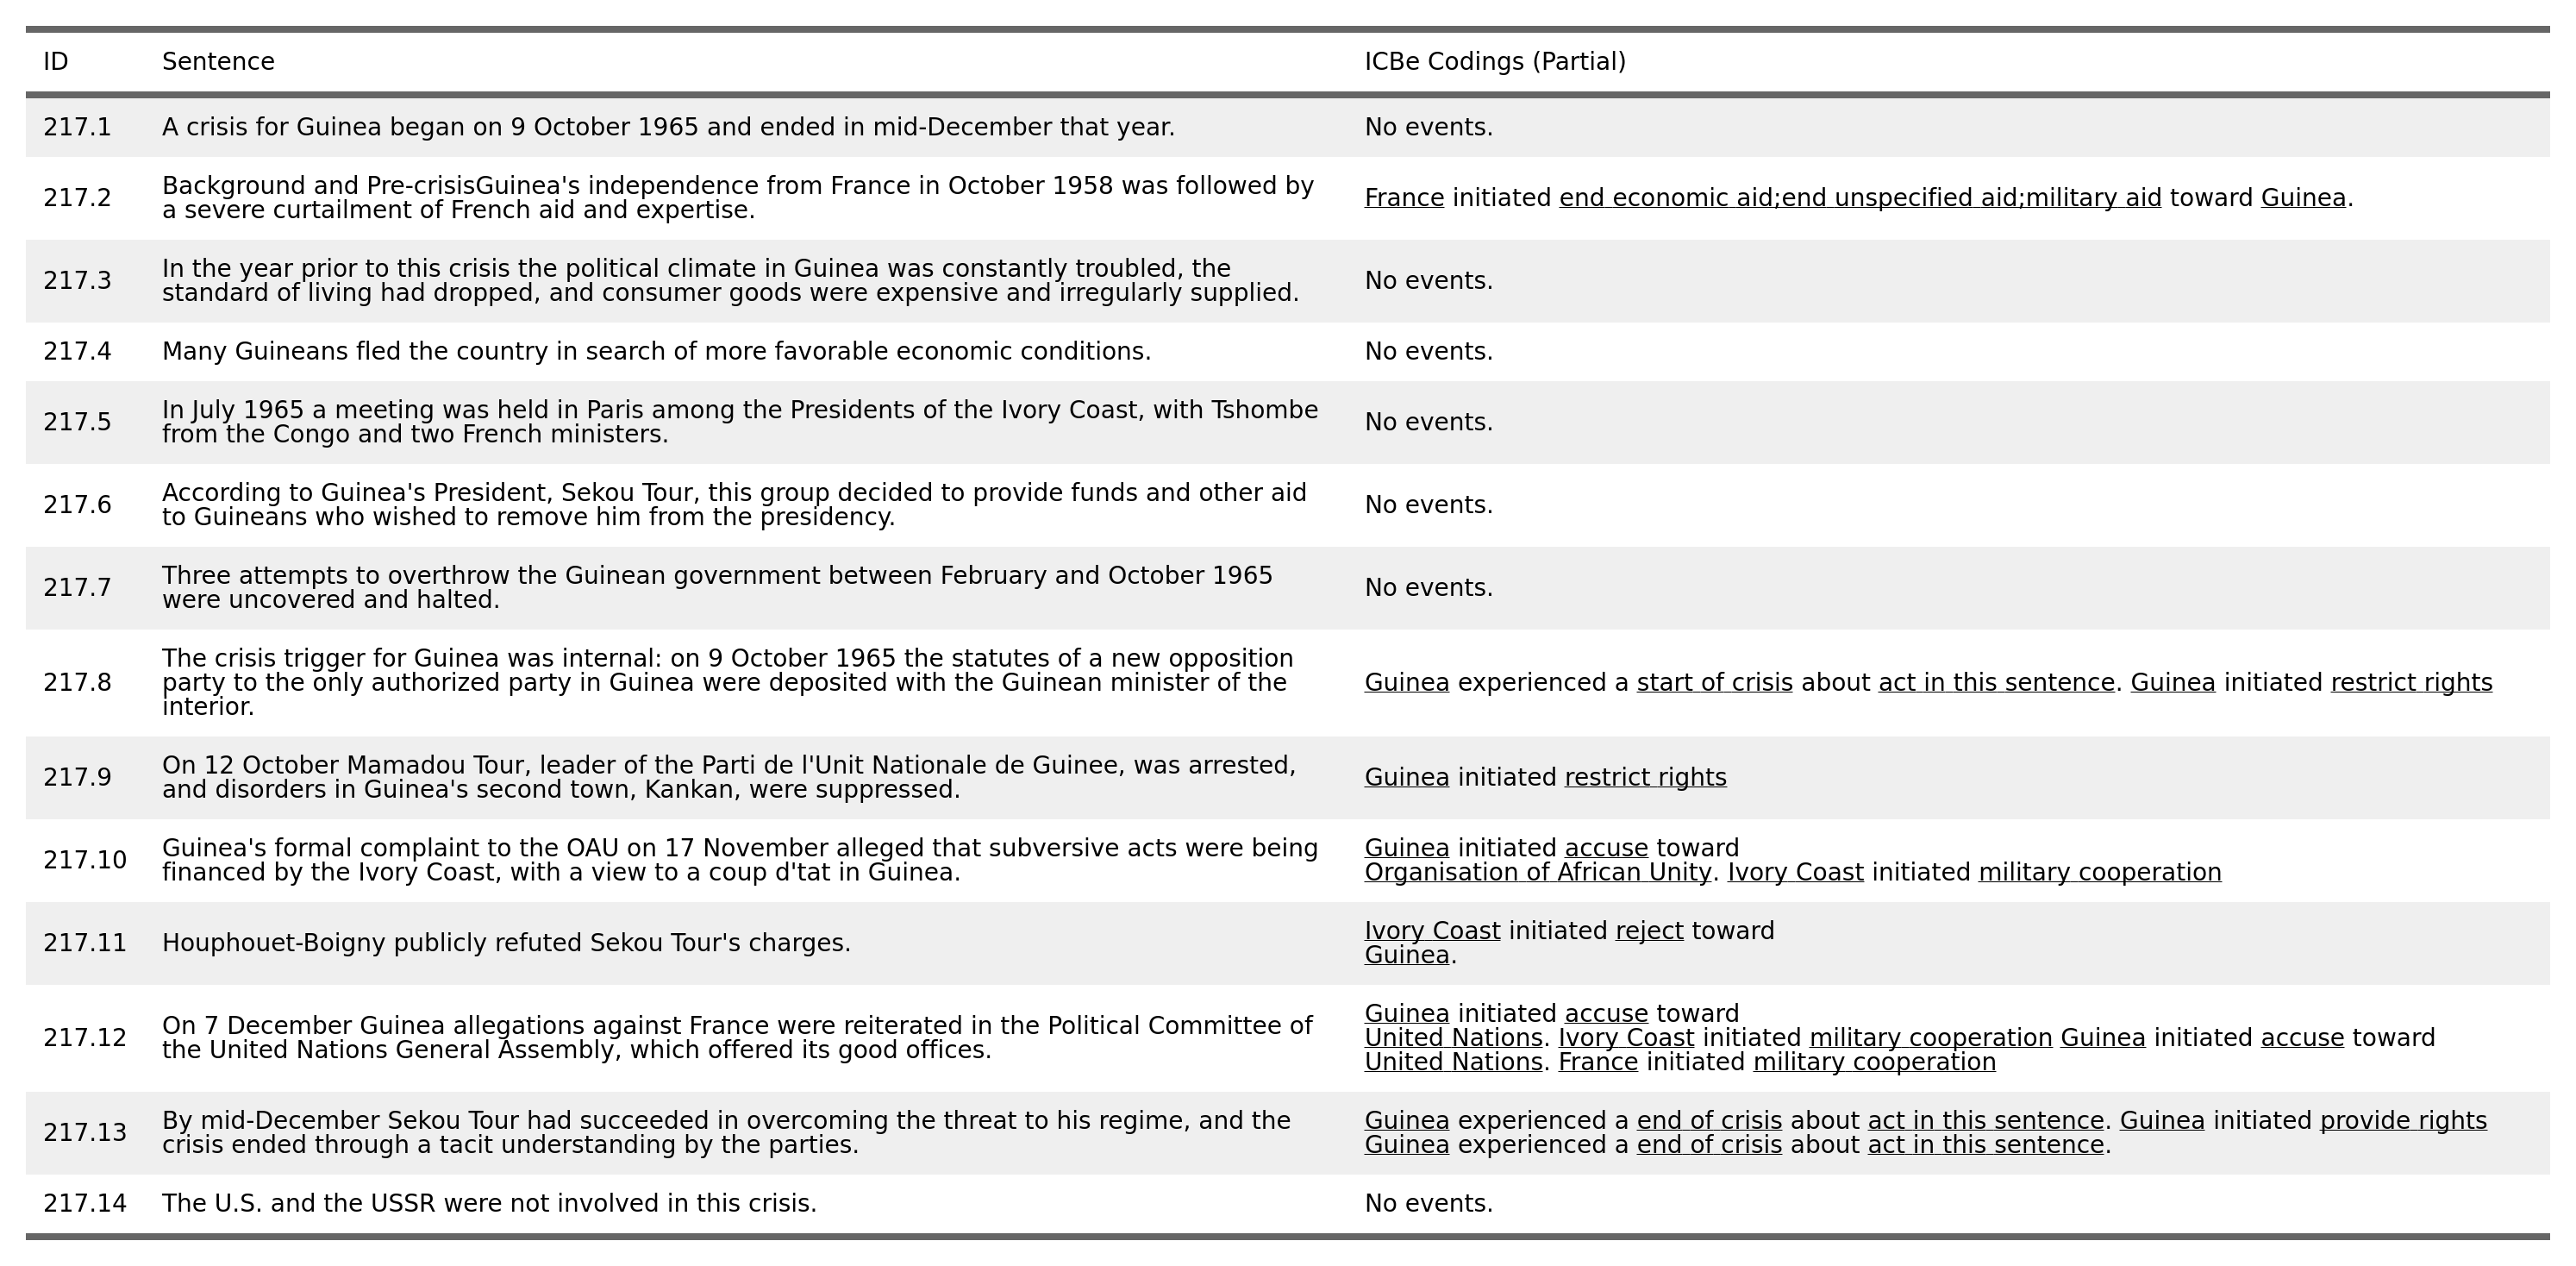 ID Sentence ICBe Codings (Partial)
217.1 A crisis for Guinea began on 9 October 1965 and ended in mid-December that year. No events.
217.2 Background and Pre-crisisGuinea's independence from France in October 1958 was followed by
a severe curtailment of French aid and expertise.
France initiated end economic aid;end unspecified aid;military aid toward Guinea.
217.3 In the year prior to this crisis the political climate in Guinea was constantly troubled, the
standard of living had dropped, and consumer goods were expensive and irregularly supplied.
No events.
217.4 Many Guineans fled the country in search of more favorable economic conditions. No events.
217.5 In July 1965 a meeting was held in Paris among the Presidents of the Ivory Coast, with Tshombe
from the Congo and two French ministers.
No events.
217.6 According to Guinea's President, Sekou Tour, this group decided to provide funds and other aid
to Guineans who wished to remove him from the presidency.
No events.
217.7 Three attempts to overthrow the Guinean government between February and October 1965
were uncovered and halted.
No events.
217.8 The crisis trigger for Guinea was internal: on 9 October 1965 the statutes of a new opposition
party to the only authorized party in Guinea were deposited with the Guinean minister of the
interior.
Guinea experienced a start of crisis about act in this sentence. Guinea initiated restrict rights
217.9 On 12 October Mamadou Tour, leader of the Parti de l'Unit Nationale de Guinee, was arrested,
and disorders in Guinea's second town, Kankan, were suppressed.
Guinea initiated restrict rights
217.10 Guinea's formal complaint to the OAU on 17 November alleged that subversive acts were being
financed by the Ivory Coast, with a view to a coup d'tat in Guinea.
Guinea initiated accuse toward
Organisation of African Unity. Ivory Coast initiated military cooperation
217.11 Houphouet-Boigny publicly refuted Sekou Tour's charges.
Ivory Coast initiated reject toward
Guinea.
217.12 On 7 December Guinea allegations against France were reiterated in the Political Committee of
the United Nations General Assembly, which offered its good offices.
Guinea initiated accuse toward
United Nations. Ivory Coast initiated military cooperation Guinea initiated accuse toward
United Nations. France initiated military cooperation
217.13 By mid-December Sekou Tour had succeeded in overcoming the threat to his regime, and the
crisis ended through a tacit understanding by the parties.
Guinea experienced a end of crisis about act in this sentence. Guinea initiated provide rights
Guinea experienced a end of crisis about act in this sentence.
217.14 The U.S. and the USSR were not involved in this crisis. No events.